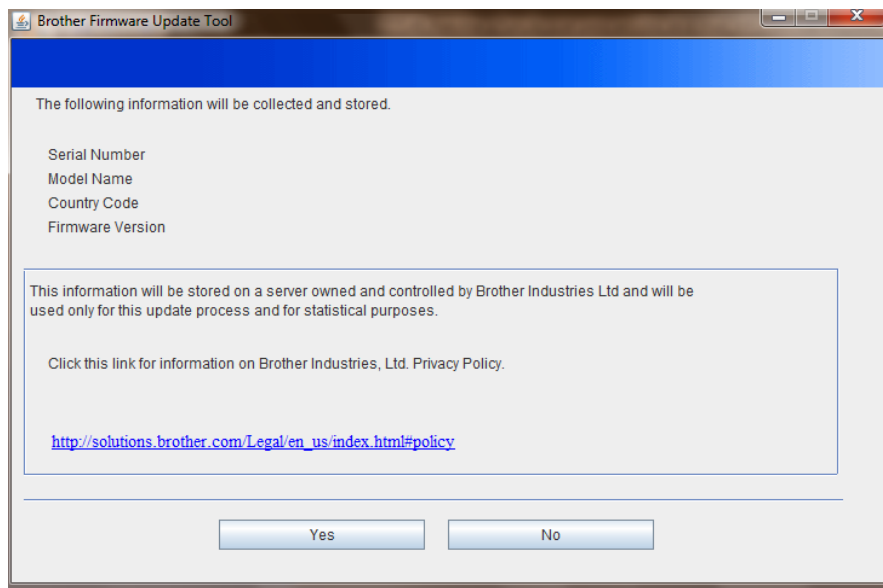 Brother Firmware Update Tool
The following information will be collected and stored.
Serial Number
Model Name
Country Code
Firmware Version
This information will be stored on a server owned and controlled by Brother Industries Ltd and will be
used only for this update process and for statistical purposes.
Click this link for information on Brother Industries, Ltd. Privacy Policy.
http://solutions.brother.com/Legal/en_us/index.html#policy
Yes
No